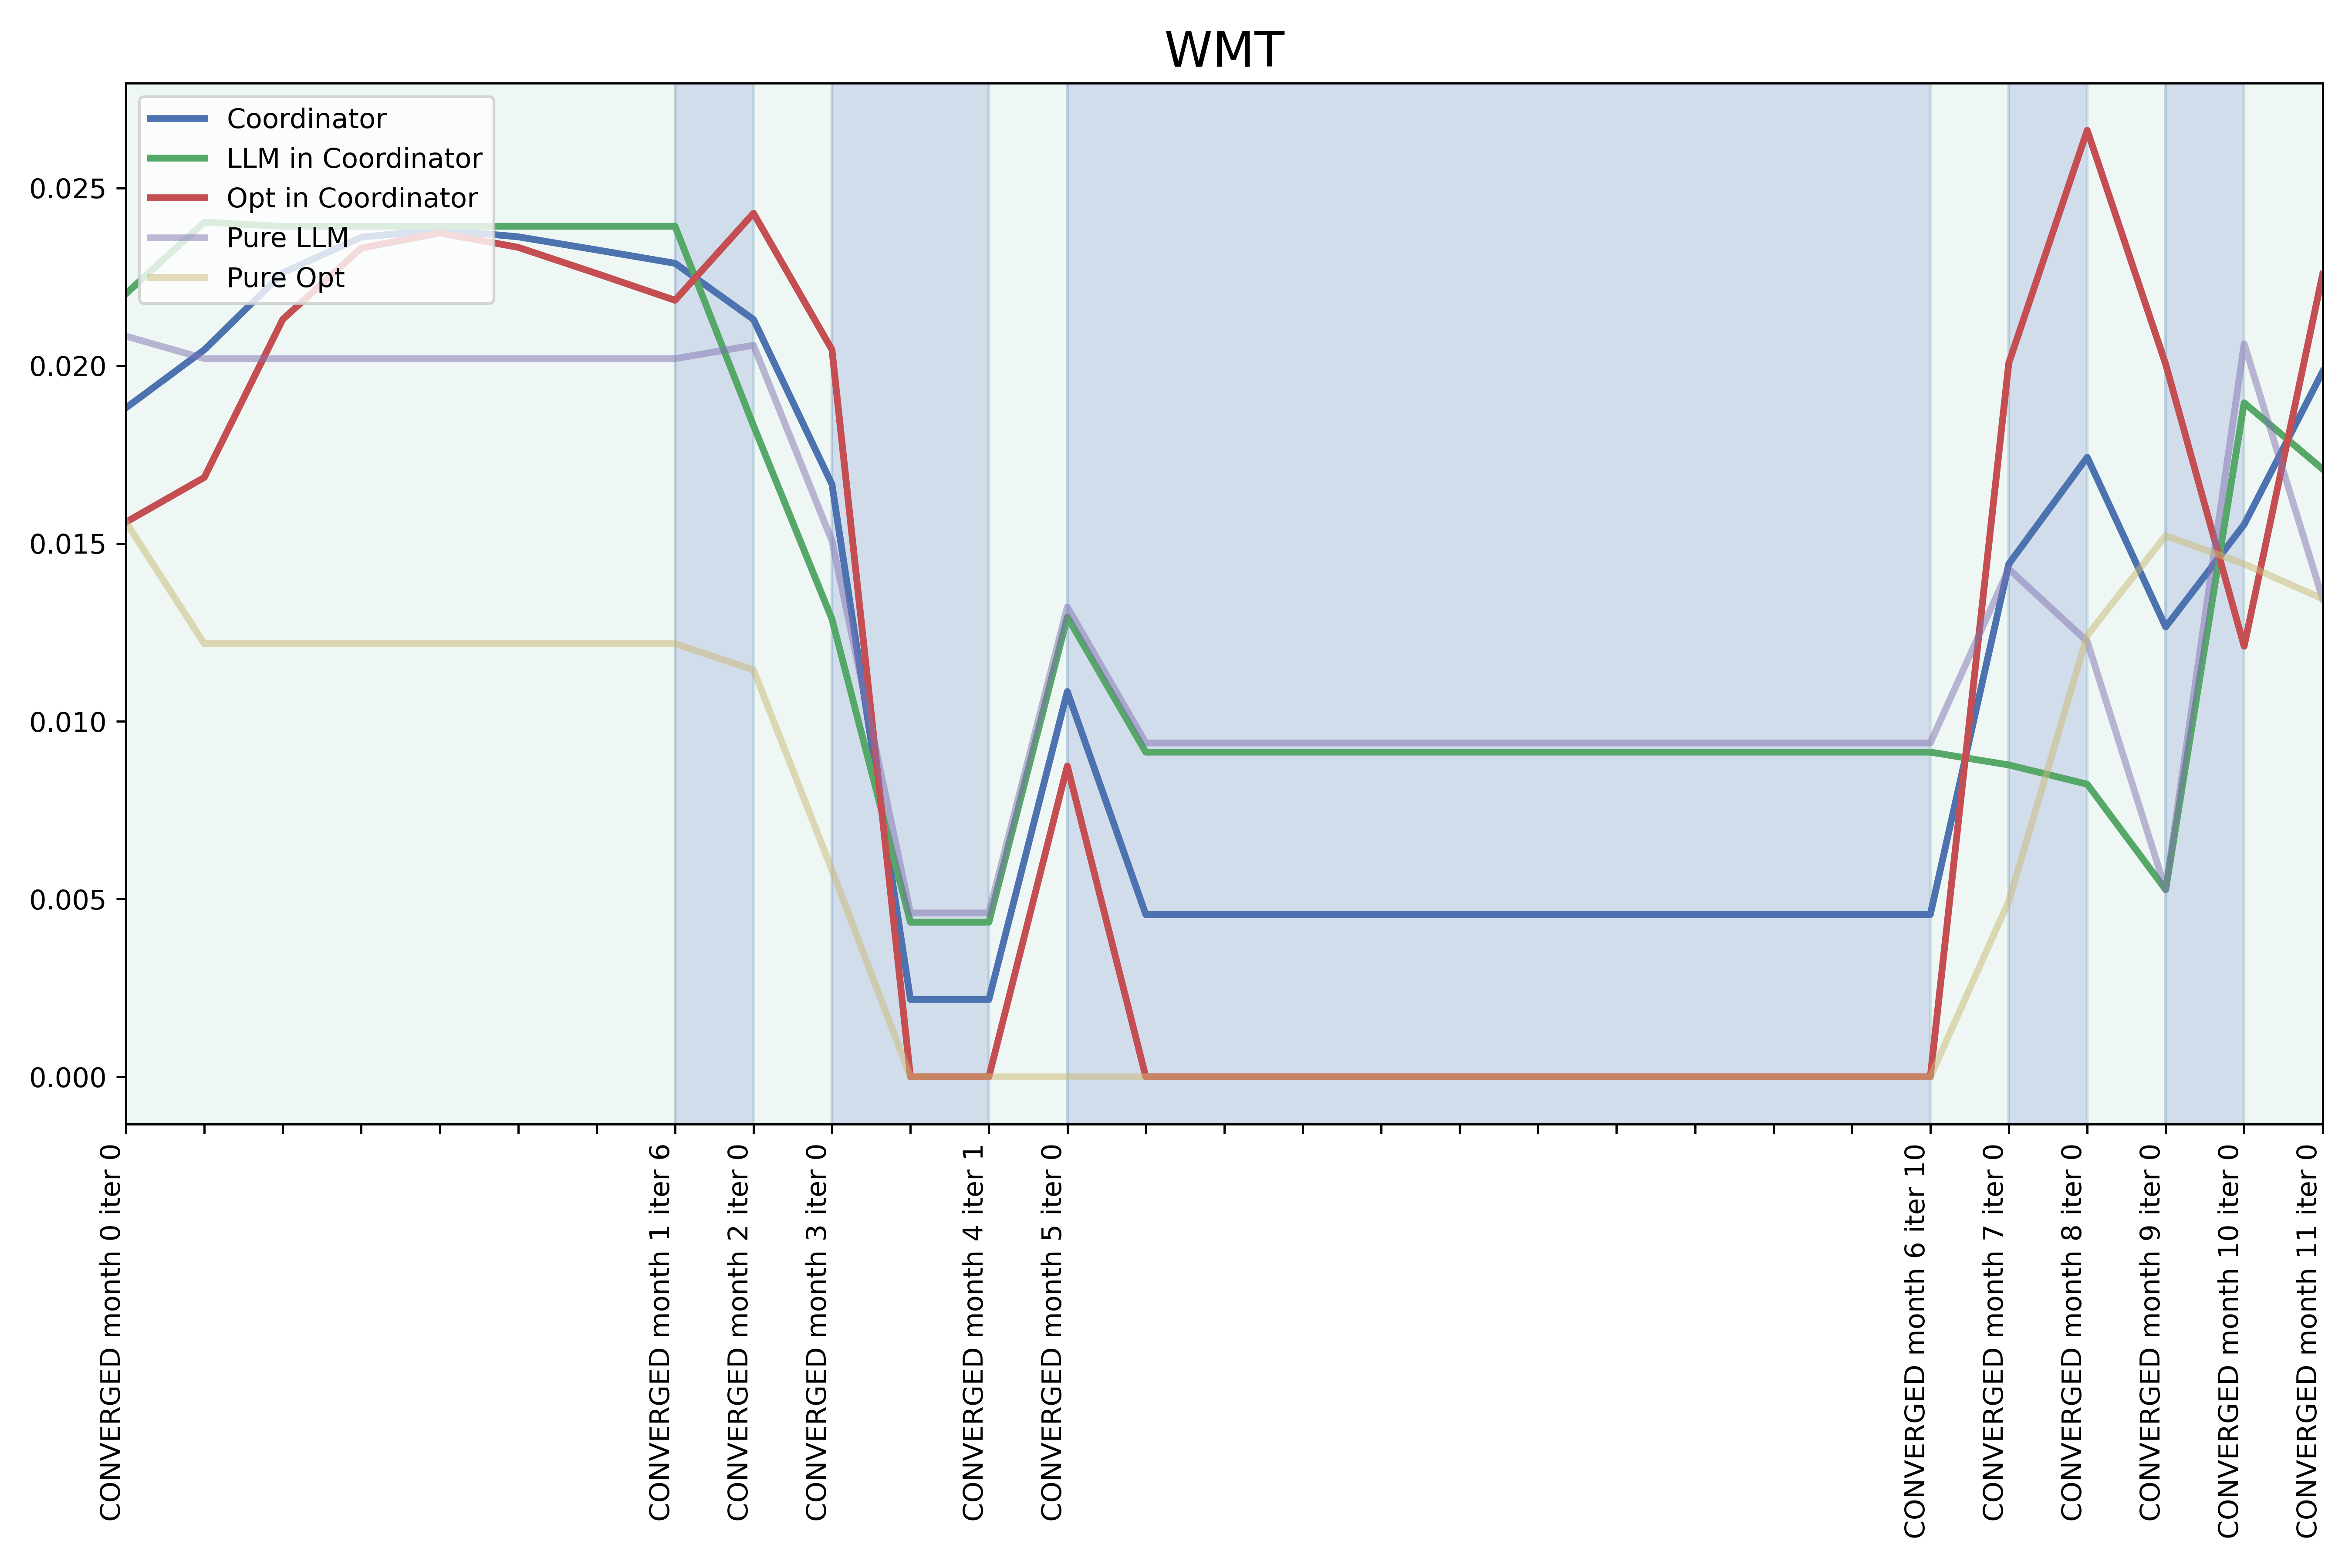 WMT
Coordinator
LLM in Coordinator
Opt in Coordinator
Pure LLM
Pure Opt
0.025
0.020
0.015
0.010
0.005
0.000
CONVERGED month 0 iter 0
CONVERGED month 1 iter 6
CONVERGED month 2 iter 0
CONVERGED month 3 iter 0
CONVERGED month 4 iter 1
CONVERGED month 5 iter 0
CONVERGED month 6 iter 10
CONVERGED month 7 iter 0
CONVERGED month 8 iter 0
CONVERGED month 9 iter 0
CONVERGED month 10 iter 0
CONVERGED month 11 iter 0